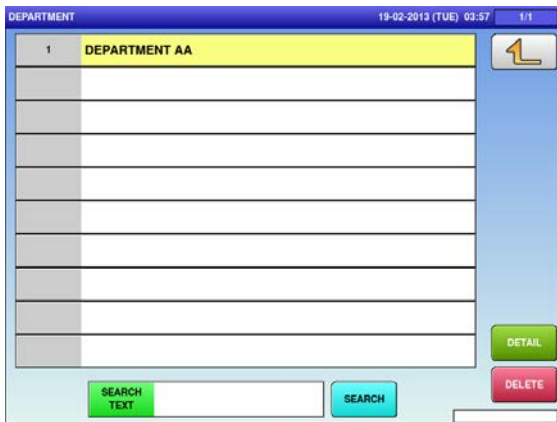 DEPARTMENT 19-02-2013 (TUE) 03:57 1/1
1 DEPARTMENT AA
DETAIL
SEARCH
TEXT
SEARCH
DELETE